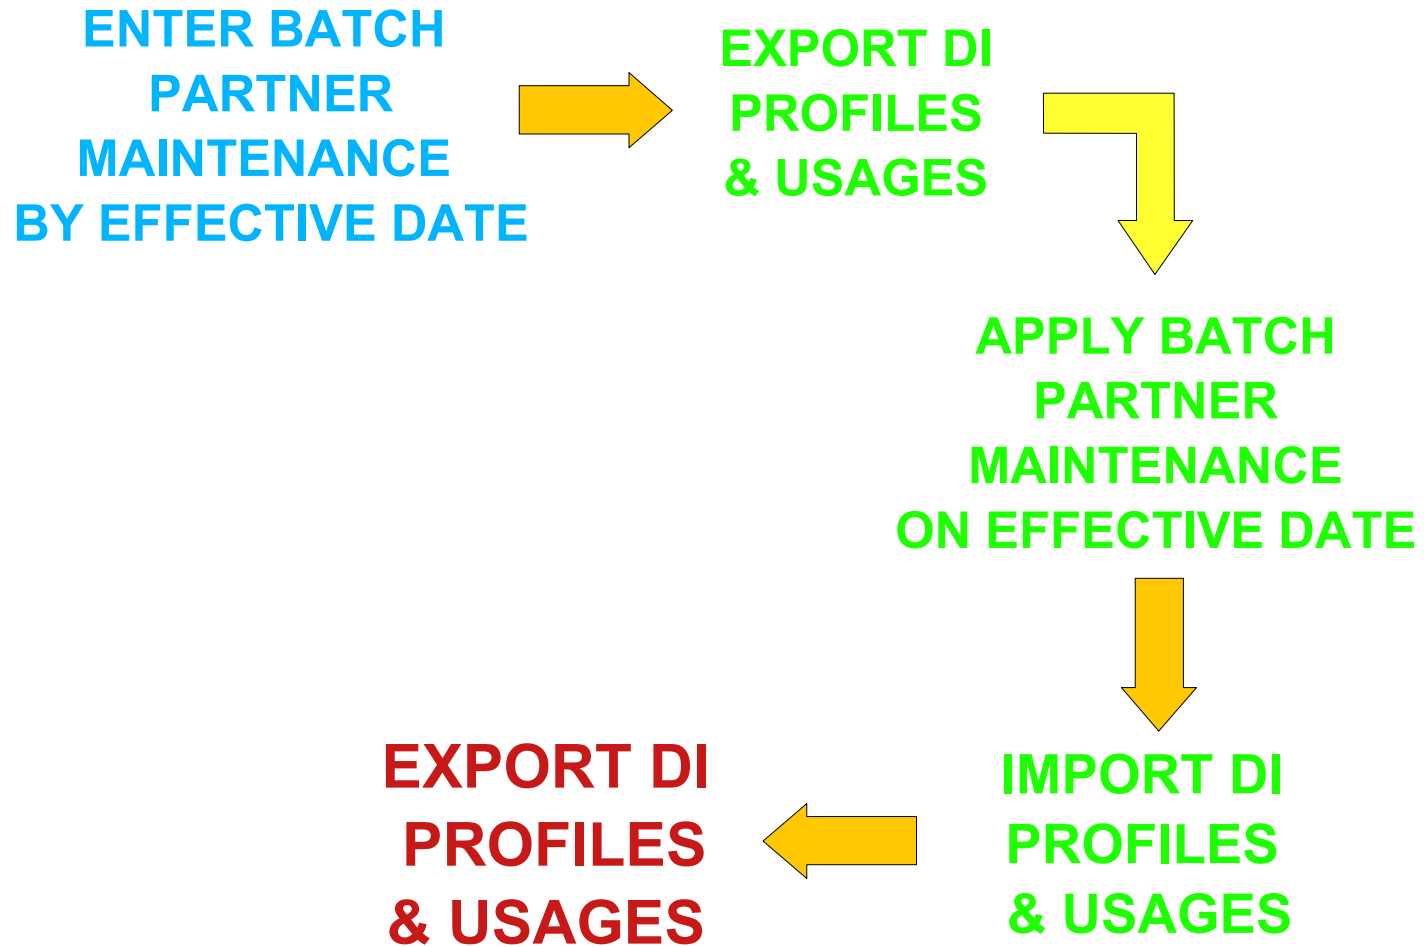 ENTER BATCH
PARTNER
MAINTENANCE
BY EFFECTIVE DATE
EXPORT DI
PROFILES
& USAGES
APPLY BATCH
PARTNER
MAINTENANCE
ON EFFECTIVE DATE
IMPORT DI
PROFILES
& USAGES
EXPORT DI
PROFILES
& USAGES